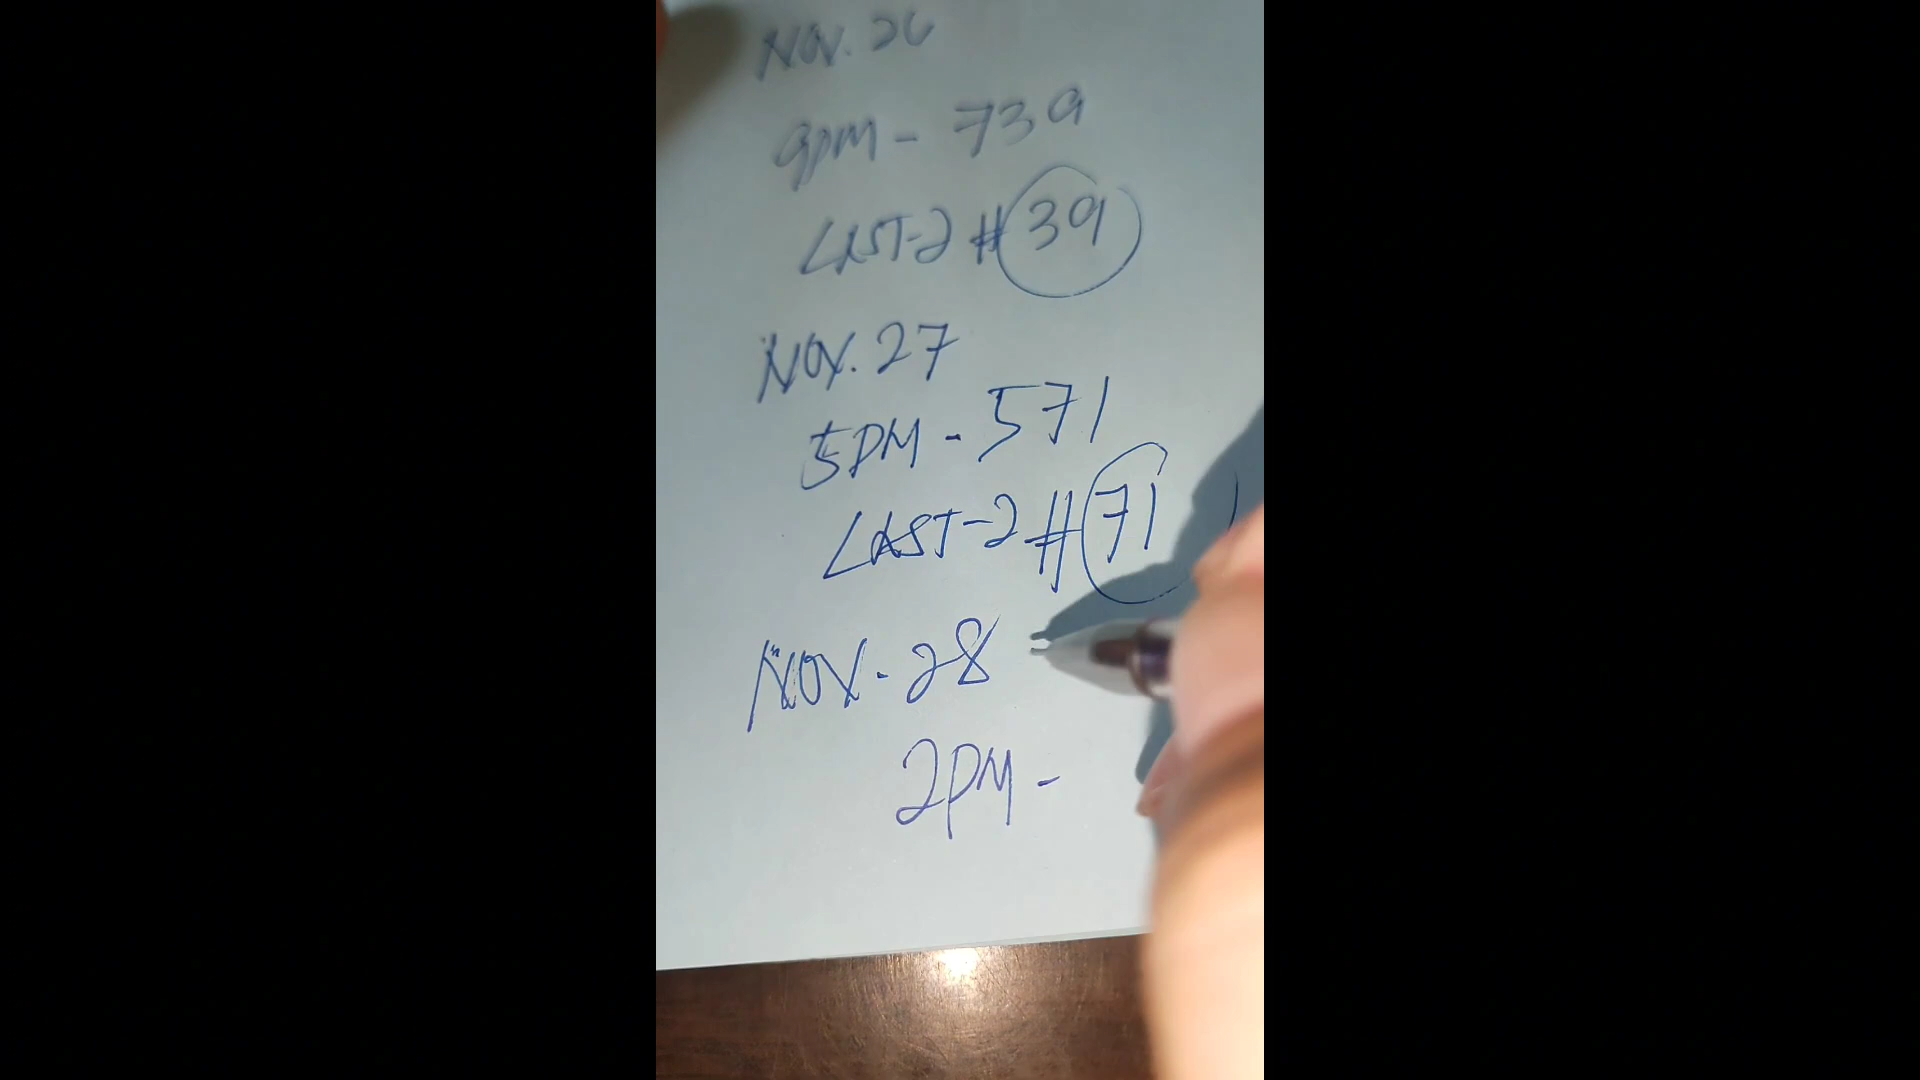 NOV. 26
9pm - 739
LAST-2 # 39
NOV. 27
5PM - 571
LAST-2 # 71
NOV. 28
2PM -